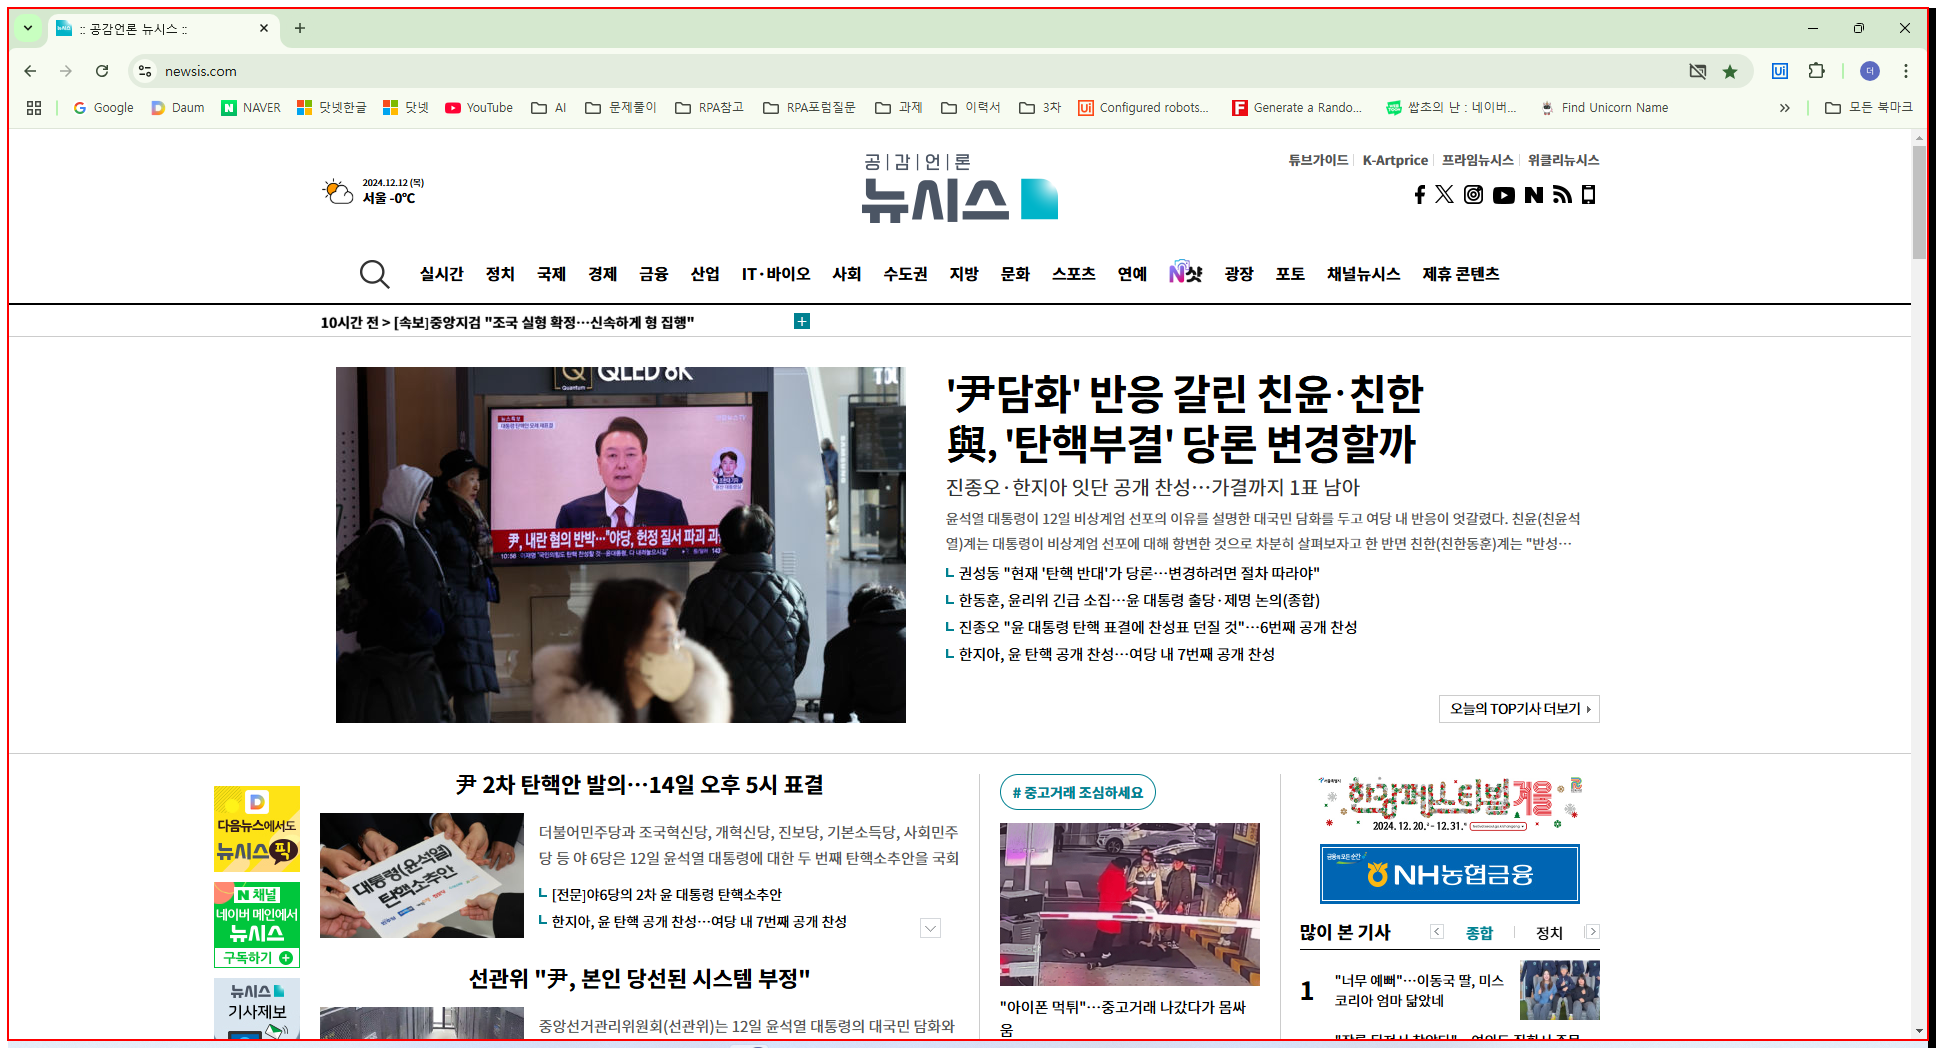 :: 공감언론 뉴시스 ::
newsis.com
Google Daum NAVER 닷넷한글 닷넷 YouTube AI 문제풀이 RPA참고 RPA포럼질문 과제 이력서 3차 Configured robots... Generate a Rando... 쌉초의 난 : 네이버... Find Unicorn Name 모든 북마크
튜브가이드 K-Artprice 프라임뉴시스 위클리뉴시스
2024.12.12 (목)
서울 -0℃
공|감|언|론
뉴시스
실시간 정치 국제 경제 금융 산업 IT·바이오 사회 수도권 지방 문화 스포츠 연예 N샷 광장 포토 채널뉴시스 제휴 콘텐츠
10시간 전 > [속보]중앙지검 "조국 실형 확정…신속하게 형 집행"
Quantum QLED 8K
뉴스특보
尹, 내란 혐의 반박…"야당, 헌정 질서 파괴
10:58
SAMSUNG
'尹담화' 반응 갈린 친윤·친한
與, '탄핵부결' 당론 변경할까
진종오·한지아 잇단 공개 찬성…가결까지 1표 남아
윤석열 대통령이 12일 비상계엄 선포의 이유를 설명한 대국민 담화를 두고 여당 내 반응이 엇갈렸다. 친윤(친윤석
열)계는 대통령이 비상계엄 선포에 대해 항변한 것으로 차분히 살펴보자고 한 반면 친한(친한동훈)계는 "반성…
권성동 "현재 '탄핵 반대'가 당론…변경하려면 절차 따라야"
한동훈, 윤리위 긴급 소집…윤 대통령 출당·제명 논의(종합)
진종오 "윤 대통령 탄핵 표결에 찬성표 던질 것"…6번째 공개 찬성
한지아, 윤 탄핵 공개 찬성…여당 내 7번째 공개 찬성
오늘의 TOP기사 더보기
다음뉴스에서도
뉴시스픽
N 채널
네이버 메인에서
뉴시스
구독하기
뉴시스
기사제보
尹 2차 탄핵안 발의…14일 오후 5시 표결
대통령(윤석열)
탄핵소추안
더불어민주당과 조국혁신당, 개혁신당, 진보당, 기본소득당, 사회민주
당 등 야 6당은 12일 윤석열 대통령에 대한 두 번째 탄핵소추안을 국회
[전문]야6당의 2차 윤 대통령 탄핵소추안
한지아, 윤 탄핵 공개 찬성…여당 내 7번째 공개 찬성
선관위 "尹, 본인 당선된 시스템 부정"
중앙선거관리위원회(선관위)는 12일 윤석열 대통령의 대국민 담화와
# 중고거래 조심하세요
"아이폰 먹튀"…중고거래 나갔다가 몸싸
움
한강페스티벌 겨울
2024. 12. 20.- 12. 31.
NH농협금융
많이 본 기사 종합 정치
1
"너무 예뻐"…이동국 딸, 미스
코리아 엄마 닮았네